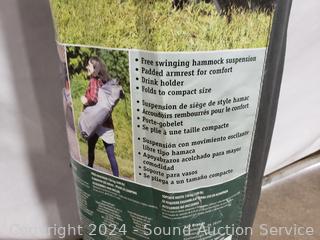 • Free swinging hammock suspension
• Padded armrest for comfort
• Drink holder
• Folds to compact size
• Suspension de siège de style hamac
• Accoudoirs rembourrés pour le confort
• Porte-gobelet
• Se plie à une taille compacte
• Suspensión con movimiento oscilante
libre tipo hamaca
• Apoyabrazos acolchado para mayor
comodidad
• Soporte para vasos
• Se pliega a un tamaño compacto
Copyright 2024 - Sound Auction Service